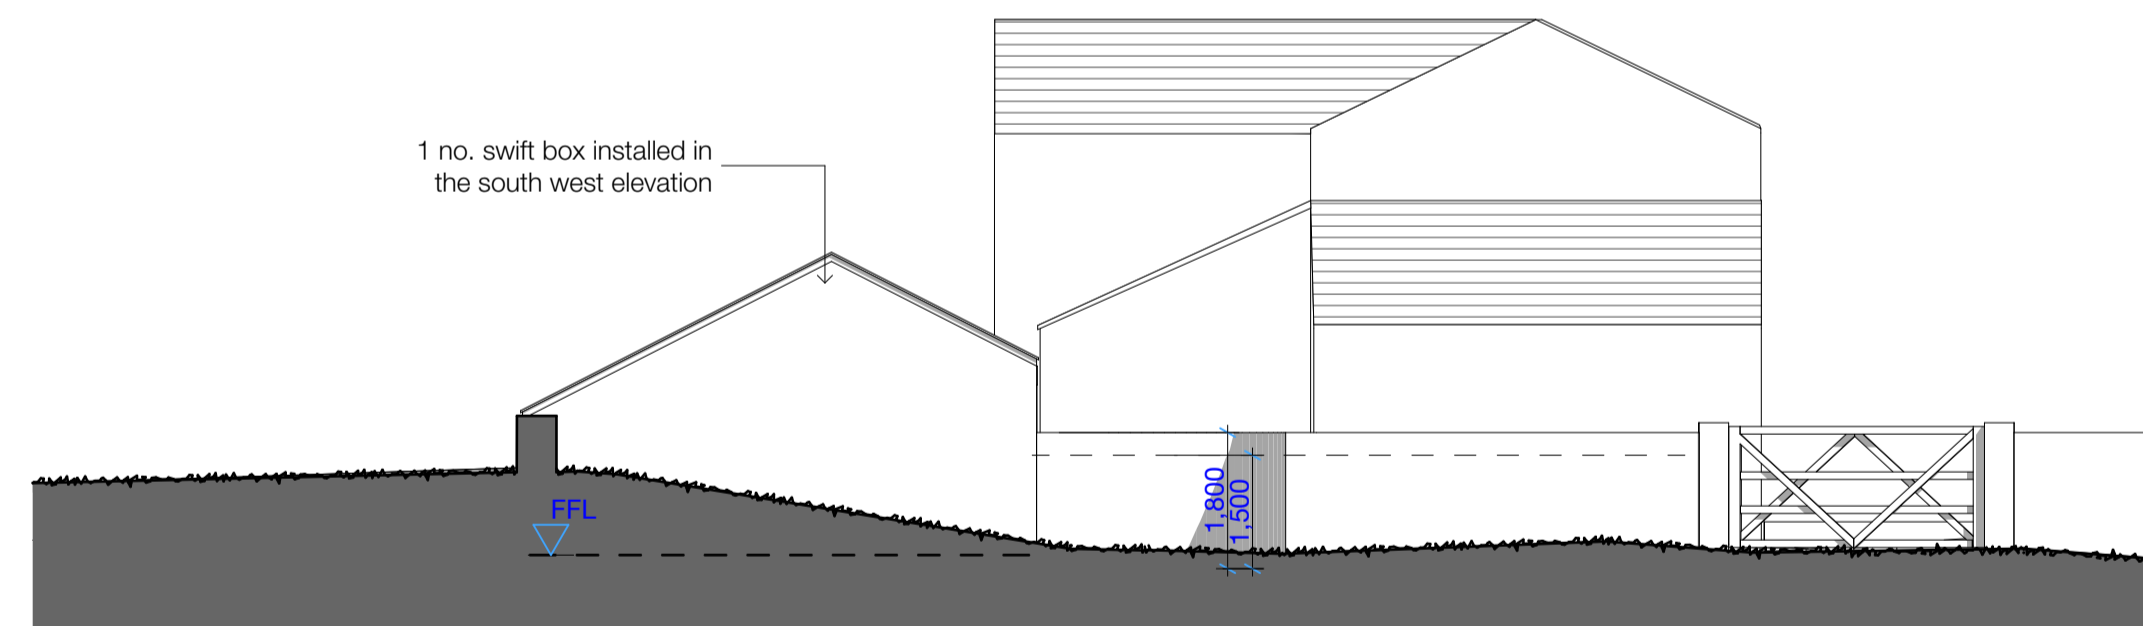 1 no. swift box installed in
the south west elevation
FFL
1,800
1,500